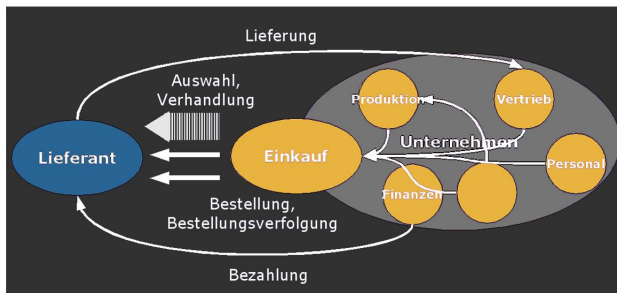 Lieferung
Auswahl,
Verhandlung
Produktion
Vertrieb
Unternehmen
Lieferant
Einkauf
Personal
Finanzen
Bestellung,
Bestellungsverfolgung
Bezahlung